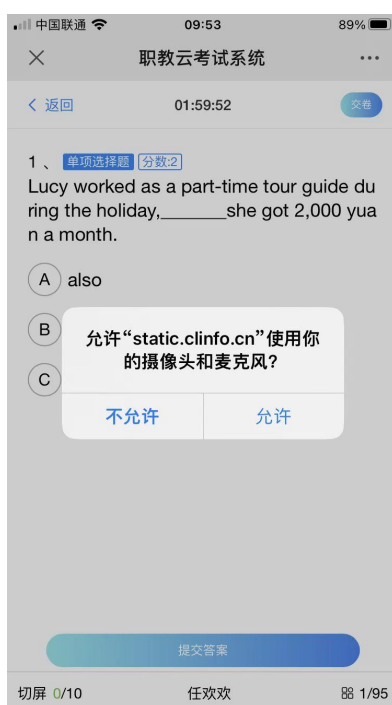 中国联通 09:53 89%
职教云考试系统
返回 01:59:52 交卷
1 、 单项选择题 分数:2
Lucy worked as a part-time tour guide du
ring the holiday,_______she got 2,000 yua
n a month.
A also
B
C
允许“static.clinfo.cn”使用你
的摄像头和麦克风?
不允许 允许
提交答案
切屏 0/10 任欢欢 1/95